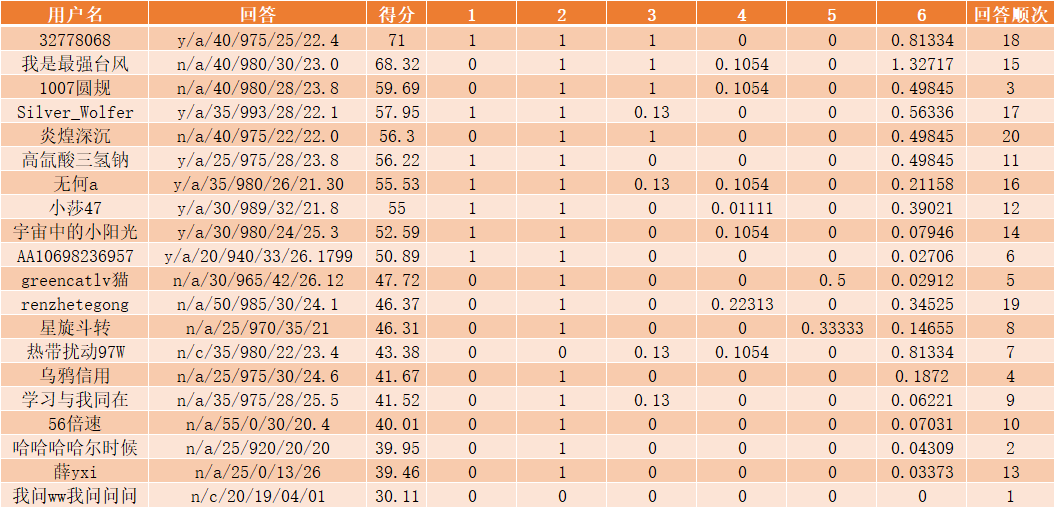 用户名 回答 得分 1 2 3 4 5 6 回答顺次
32778068 y/a/40/975/25/22.4 71 1 1 1 0 0 0.81334 18
我是最强台风 n/a/40/980/30/23.0 68.32 0 1 1 0.1054 0 1.32717 15
1007圆规 n/a/40/980/28/23.8 59.69 0 1 1 0.1054 0 0.49845 3
Silver_Wolfer y/a/35/993/28/22.1 57.95 1 1 0.13 0 0 0.56336 17
炎煌深沉 n/a/40/975/22/22.0 56.3 0 1 1 0 0 0.49845 20
高氙酸三氢钠 y/a/25/975/28/23.8 56.22 1 1 0 0 0 0.49845 11
无何a y/a/35/980/26/21.30 55.53 1 1 0.13 0.1054 0 0.21158 16
小莎47 y/a/30/989/32/21.8 55 1 1 0 0.01111 0 0.39021 12
宇宙中的小阳光 y/a/30/980/24/25.3 52.59 1 1 0 0.1054 0 0.07946 14
AA10698236957 y/a/20/940/33/26.1799 50.89 1 1 0 0 0 0.02706 6
greencatlv猫 n/a/30/965/42/26.12 47.72 0 1 0 0 0.5 0.02912 5
renzhetegong n/a/50/985/30/24.1 46.37 0 1 0 0.22313 0 0.34525 19
星旋斗转 n/a/25/970/35/21 46.31 0 1 0 0 0.33333 0.14655 8
热带扰动97W n/c/35/980/22/23.4 43.38 0 0 0.13 0.1054 0 0.81334 7
乌鸦信用 n/a/25/975/30/24.6 41.67 0 1 0 0 0 0.1872 4
学习与我同在 n/a/35/975/28/25.5 41.52 0 1 0.13 0 0 0.06221 9
56倍速 n/a/55/0/30/20.4 40.01 0 1 0 0 0 0.07031 10
哈哈哈哈尔时候 n/a/25/920/20/20 39.95 0 1 0 0 0 0.04309 2
薛yxi n/a/25/0/13/26 39.46 0 1 0 0 0 0.03373 13
我问ww我问问问 n/c/20/19/04/01 30.11 0 0 0 0 0 0 1